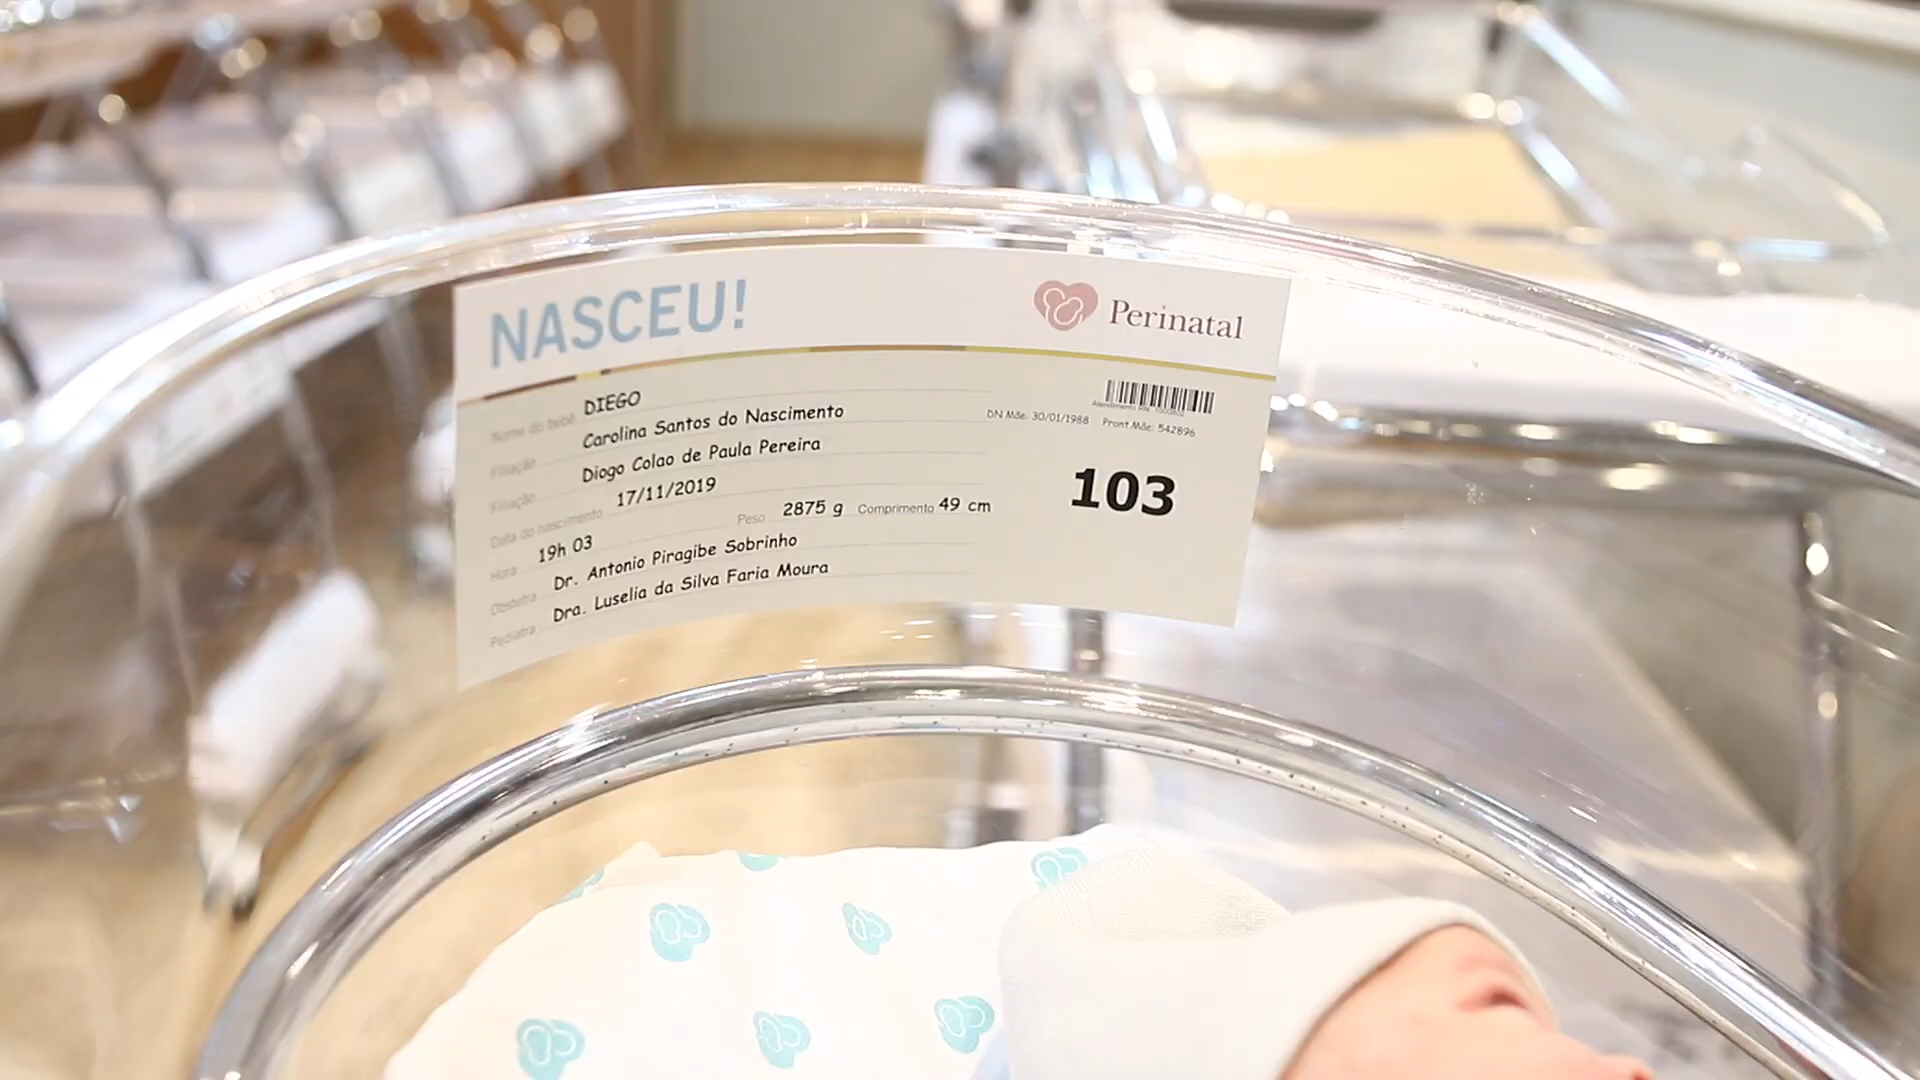 NASCEU!
Perinatal
Nome do bebê DIEGO
Filiação Carolina Santos do Nascimento
DN Mãe: 30/01/1988 Pront.Mãe: 542896
Filiação Diogo Colao de Paula Pereira
Data do nascimento 17/11/2019
103
Peso 2875 g Comprimento 49 cm
Hora 19h 03
Obstetra Dr. Antonio Piragibe Sobrinho
Pediatra Dra. Luselia da Silva Faria Moura